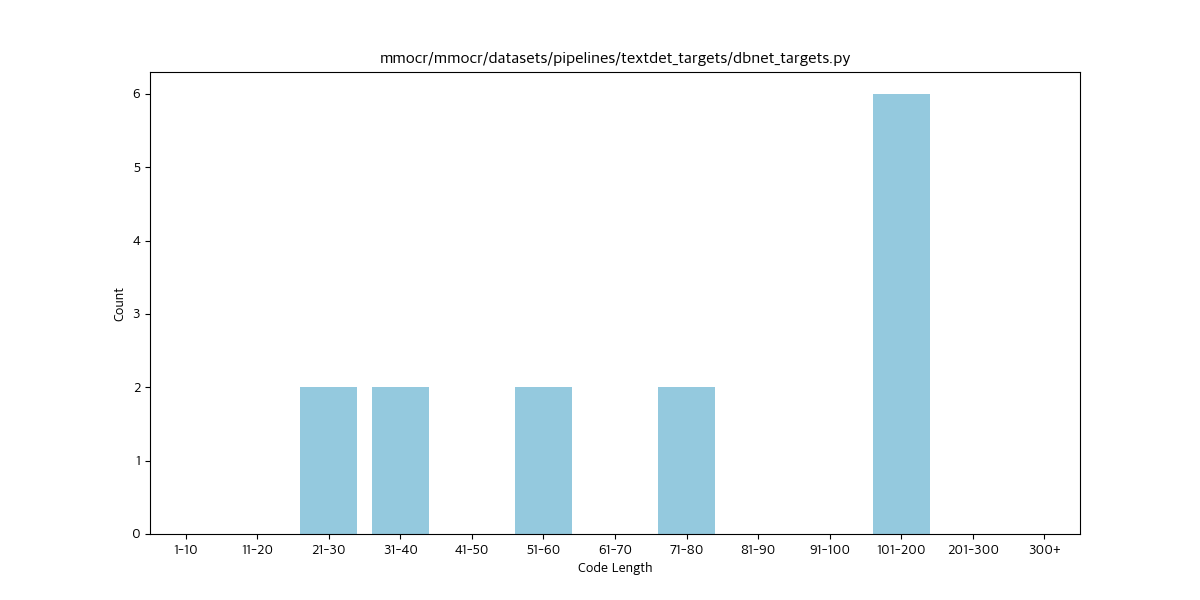 mmocr/mmocr/datasets/pipelines/textdet_targets/dbnet_targets.py
6
5
4
3
2
1
0
Count
1-10 11-20 21-30 31-40 41-50 51-60 61-70 71-80 81-90 91-100 101-200 201-300 300+
Code Length